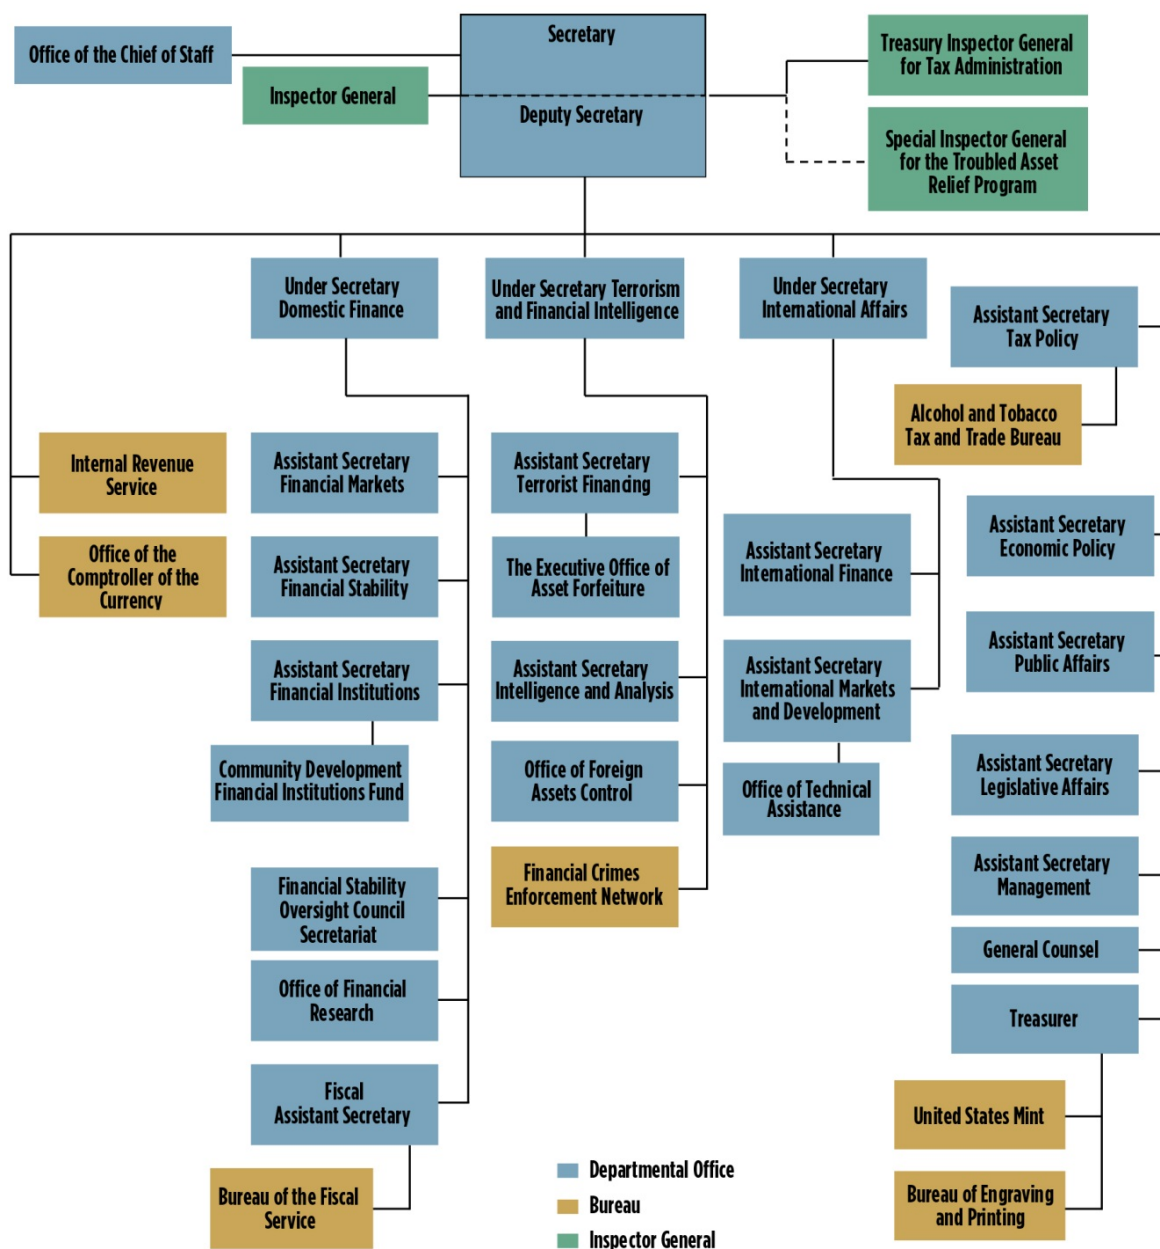 Office of the Chief of Staff
Secretary
Inspector General
Deputy Secretary
Treasury Inspector General
for Tax Administration
Special Inspector General
for the Troubled Asset
Relief Program
Under Secretary
Domestic Finance
Under Secretary Terrorism
and Financial Intelligence
Under Secretary
International Affairs
Assistant Secretary
Tax Policy
Alcohol and Tobacco
Tax and Trade Bureau
Internal Revenue
Service
Office of the
Comptroller of the
Currency
Assistant Secretary
Financial Markets
Assistant Secretary
Financial Stability
Assistant Secretary
Financial Institutions
Community Development
Financial Institutions Fund
Financial Stability
Oversight Council
Secretariat
Office of Financial
Research
Fiscal
Assistant Secretary
Bureau of the Fiscal
Service
Assistant Secretary
Terrorist Financing
The Executive Office of
Asset Forfeiture
Assistant Secretary
Intelligence and Analysis
Office of Foreign
Assets Control
Financial Crimes
Enforcement Network
Assistant Secretary
International Finance
Assistant Secretary
International Markets
and Development
Office of Technical
Assistance
Assistant Secretary
Economic Policy
Assistant Secretary
Public Affairs
Assistant Secretary
Legislative Affairs
Assistant Secretary
Management
General Counsel
Treasurer
United States Mint
Bureau of Engraving
and Printing
Departmental Office
Bureau
Inspector General